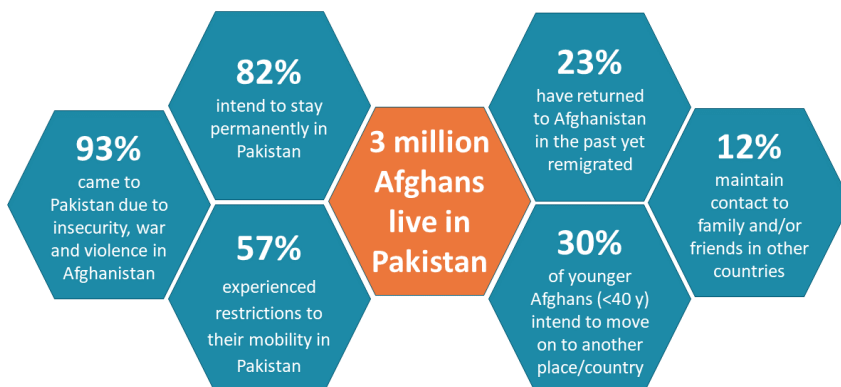 93%
came to
Pakistan due to
insecurity, war
and violence in
Afghanistan
82%
intend to stay
permanently in
Pakistan
57%
experienced
restrictions to
their mobility in
Pakistan
3 million
Afghans
live in
Pakistan
23%
have returned
to Afghanistan
in the past yet
remigrated
30%
of younger
Afghans (<40 y)
intend to move
on to another
place/country
12%
maintain
contact to
family and/or
friends in other
countries